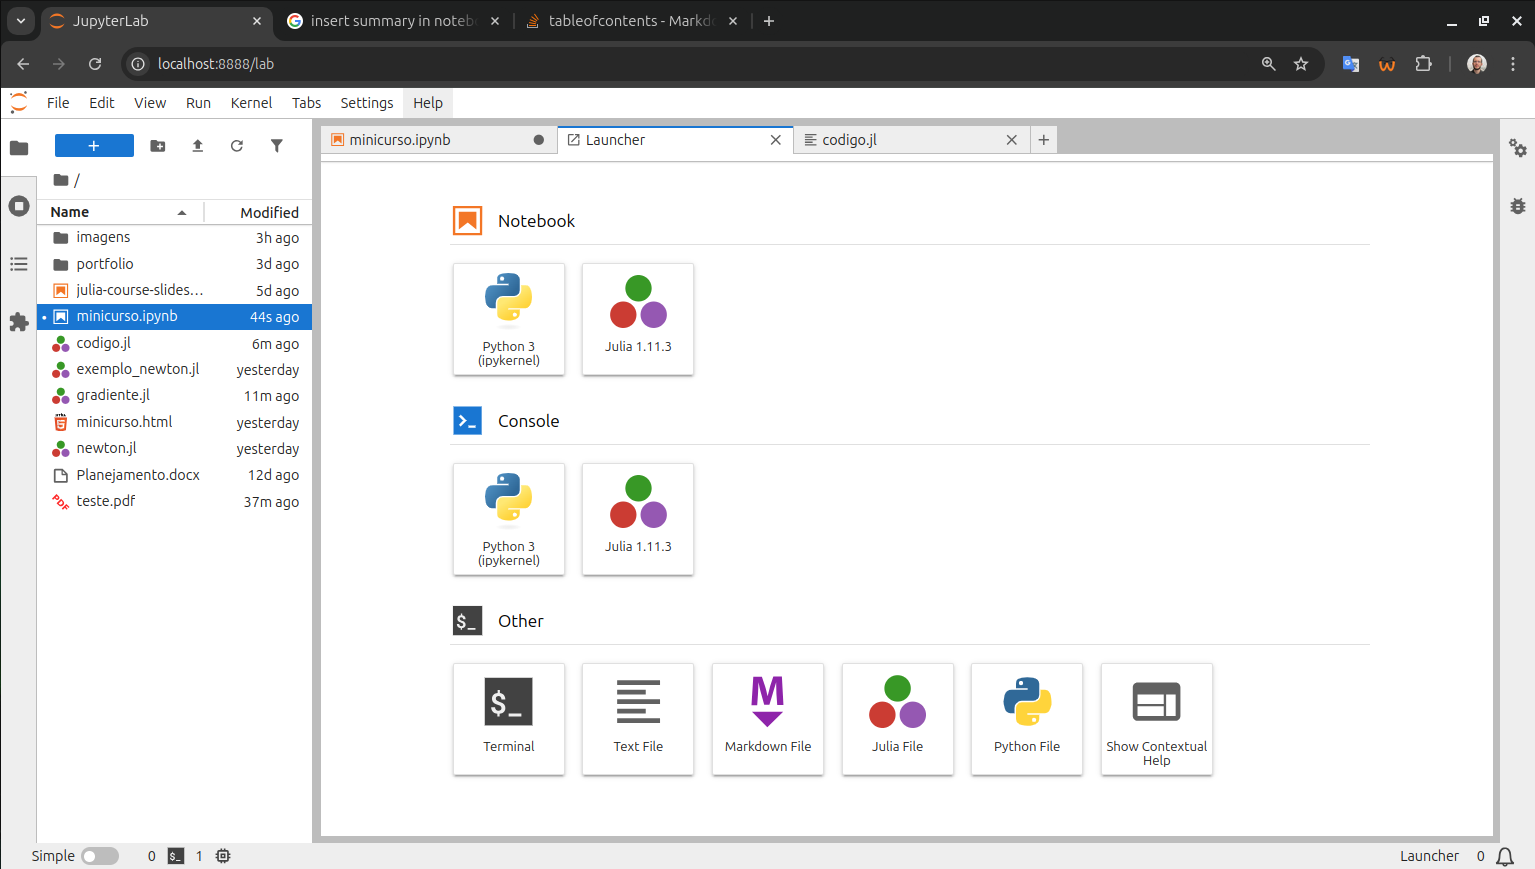 JupyterLab
insert summary in noteb
tableofcontents - Markd
localhost:8888/lab
File Edit View Run Kernel Tabs Settings Help
minicurso.ipynb
Launcher
codigo.jl
/
Name Modified
imagens 3h ago
portfolio 3d ago
julia-course-slides... 5d ago
minicurso.ipynb 44s ago
codigo.jl 6m ago
exemplo_newton.jl yesterday
gradiente.jl 11m ago
minicurso.html yesterday
newton.jl yesterday
Planejamento.docx 12d ago
teste.pdf 37m ago
Notebook
Python 3
(ipykernel)
Julia 1.11.3
Console
Python 3
(ipykernel)
Julia 1.11.3
$_ Other
$_
Terminal
Text File
M
Markdown File
Julia File
Python File
Show Contextual
Help
Simple 0 $_ 1
Launcher 0